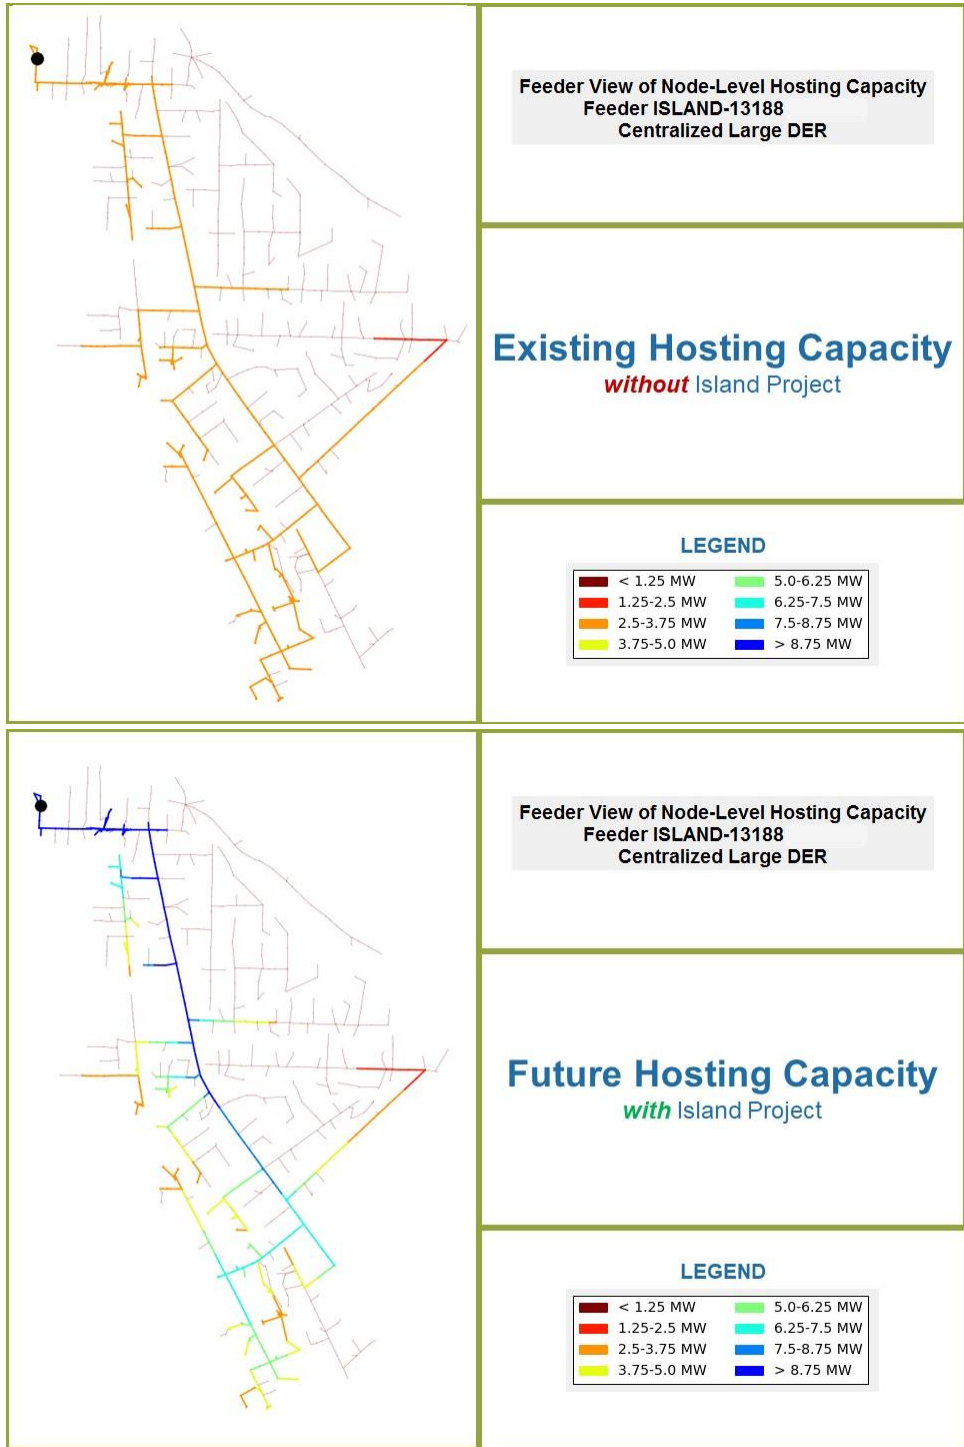 Feeder View of Node-Level Hosting Capacity
Feeder ISLAND-13188
Centralized Large DER
Existing Hosting Capacity
without Island Project
LEGEND
< 1.25 MW
1.25-2.5 MW
2.5-3.75 MW
3.75-5.0 MW
5.0-6.25 MW
6.25-7.5 MW
7.5-8.75 MW
> 8.75 MW
Feeder View of Node-Level Hosting Capacity
Feeder ISLAND-13188
Centralized Large DER
Future Hosting Capacity
with Island Project
LEGEND
< 1.25 MW
1.25-2.5 MW
2.5-3.75 MW
3.75-5.0 MW
5.0-6.25 MW
6.25-7.5 MW
7.5-8.75 MW
> 8.75 MW